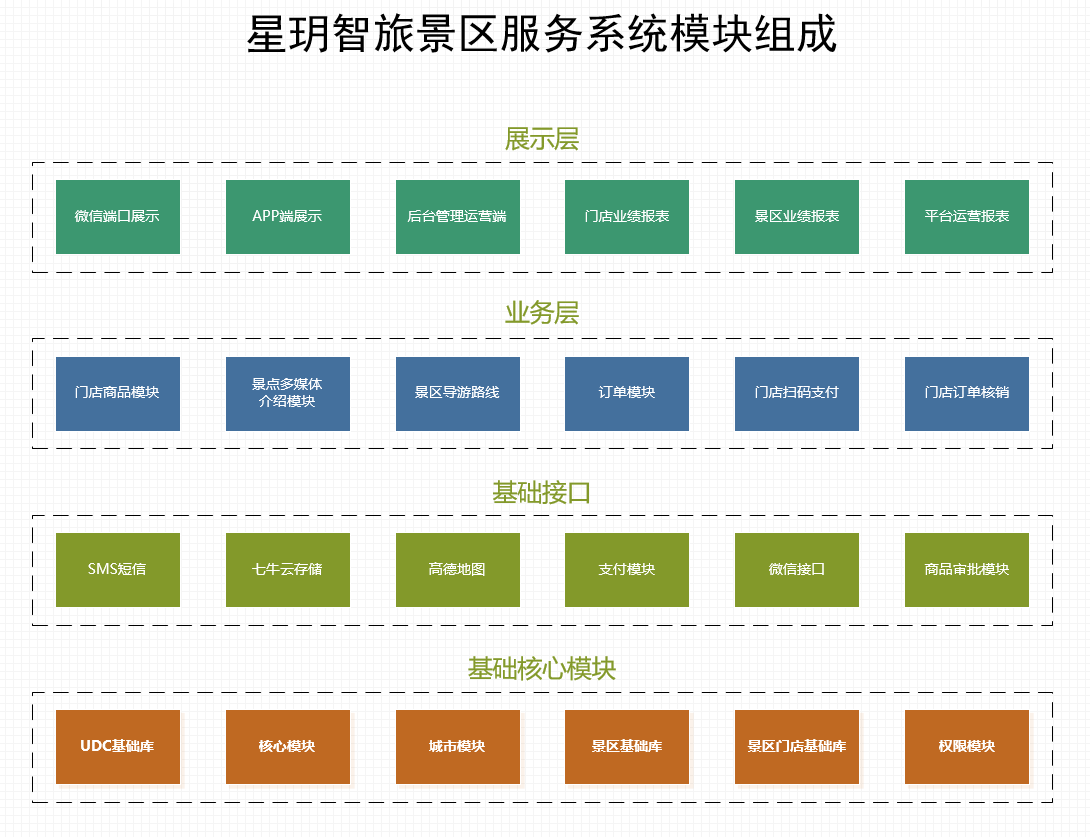 星玥智旅景区服务系统模块组成
展示层
微信端口展示
APP端展示
后台管理运营端
门店业绩报表
景区业绩报表
平台运营报表
业务层
门店商品模块
景点多媒体
介绍模块
景区导游路线
订单模块
门店扫码支付
门店订单核销
基础接口
SMS短信
七牛云存储
高德地图
支付模块
微信接口
商品审批模块
基础核心模块
UDC基础库
核心模块
城市模块
景区基础库
景区门店基础库
权限模块